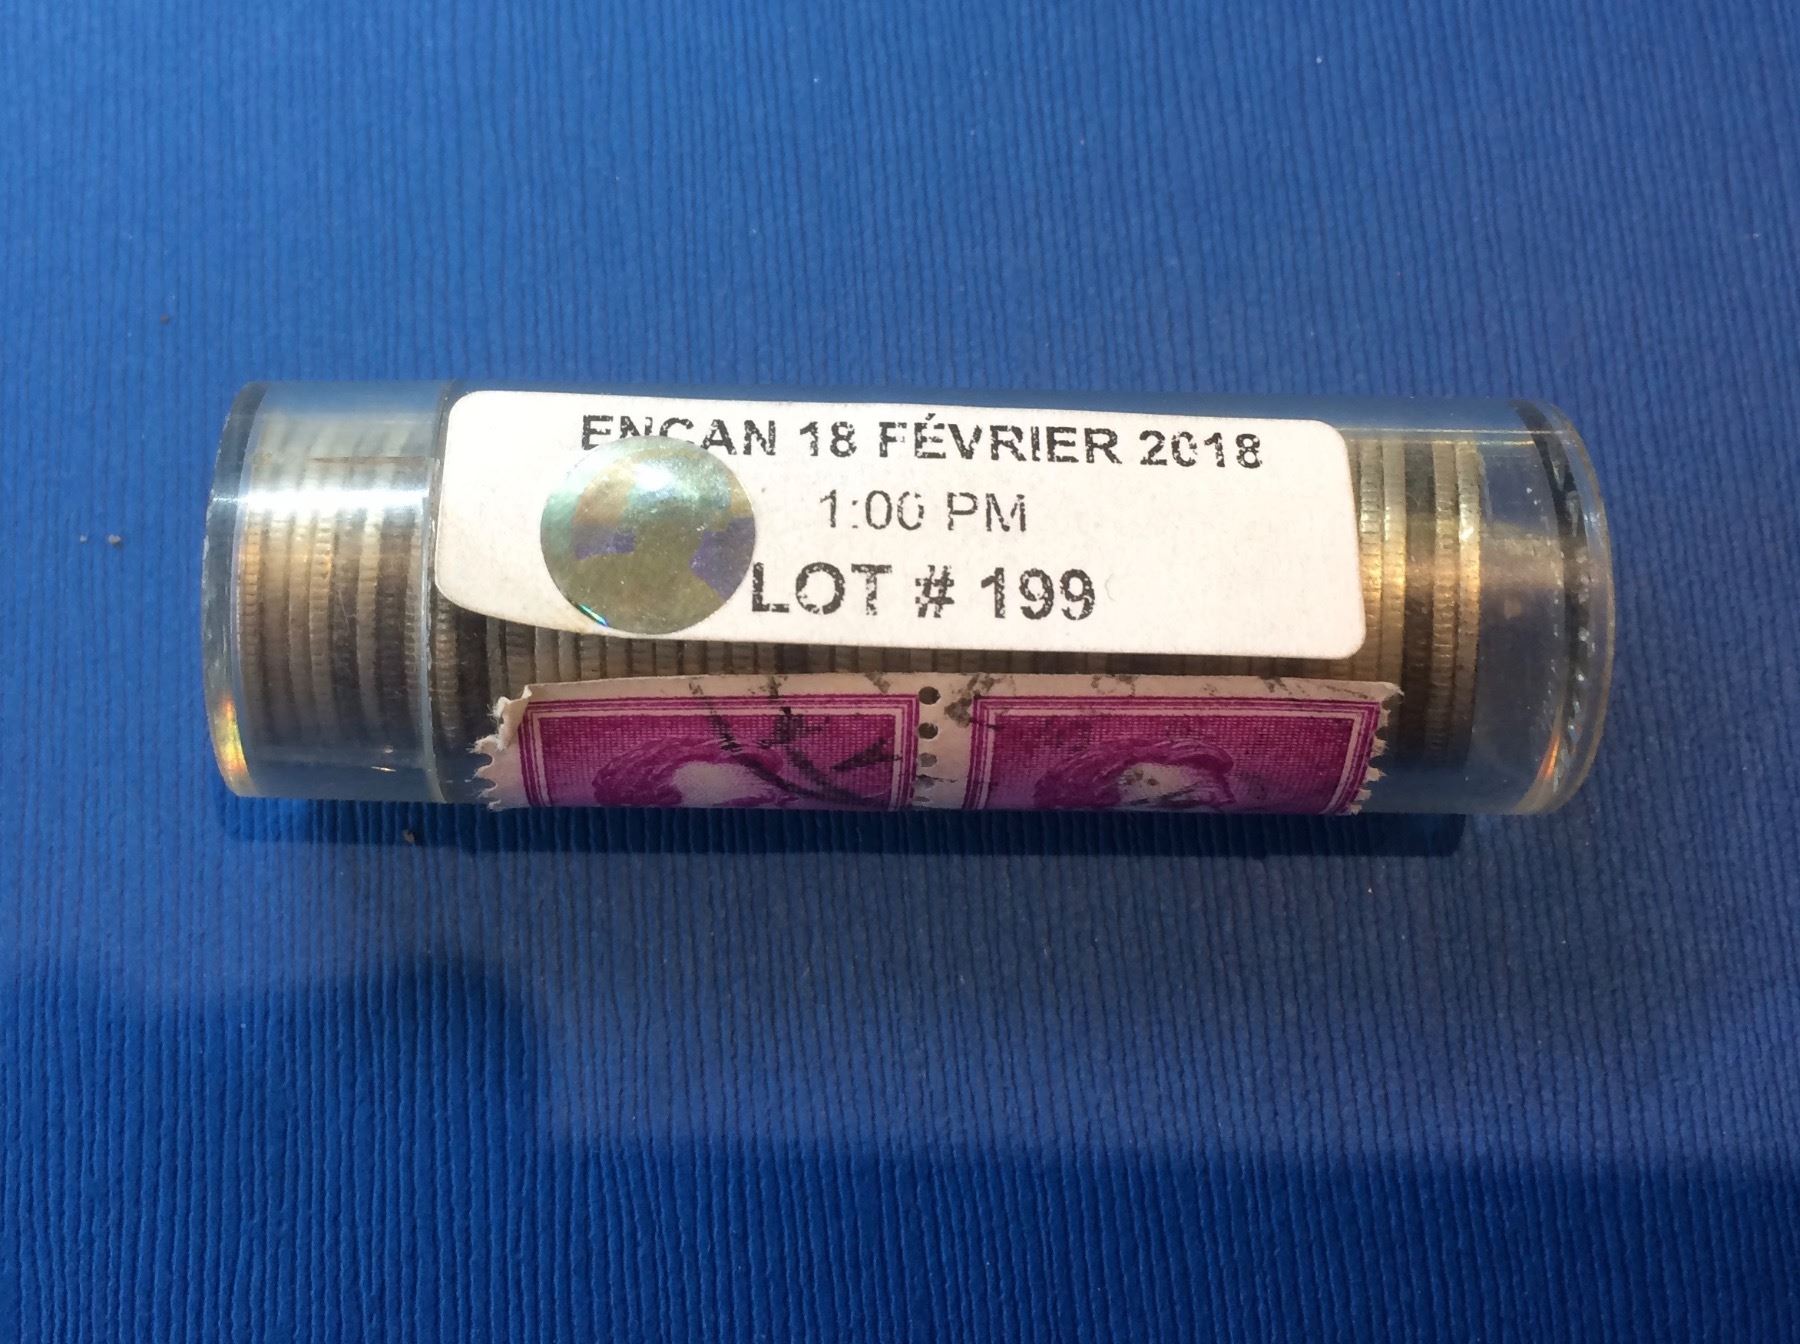 ENCAN 18 FÉVRIER 2018
1:00 PM
LOT # 199